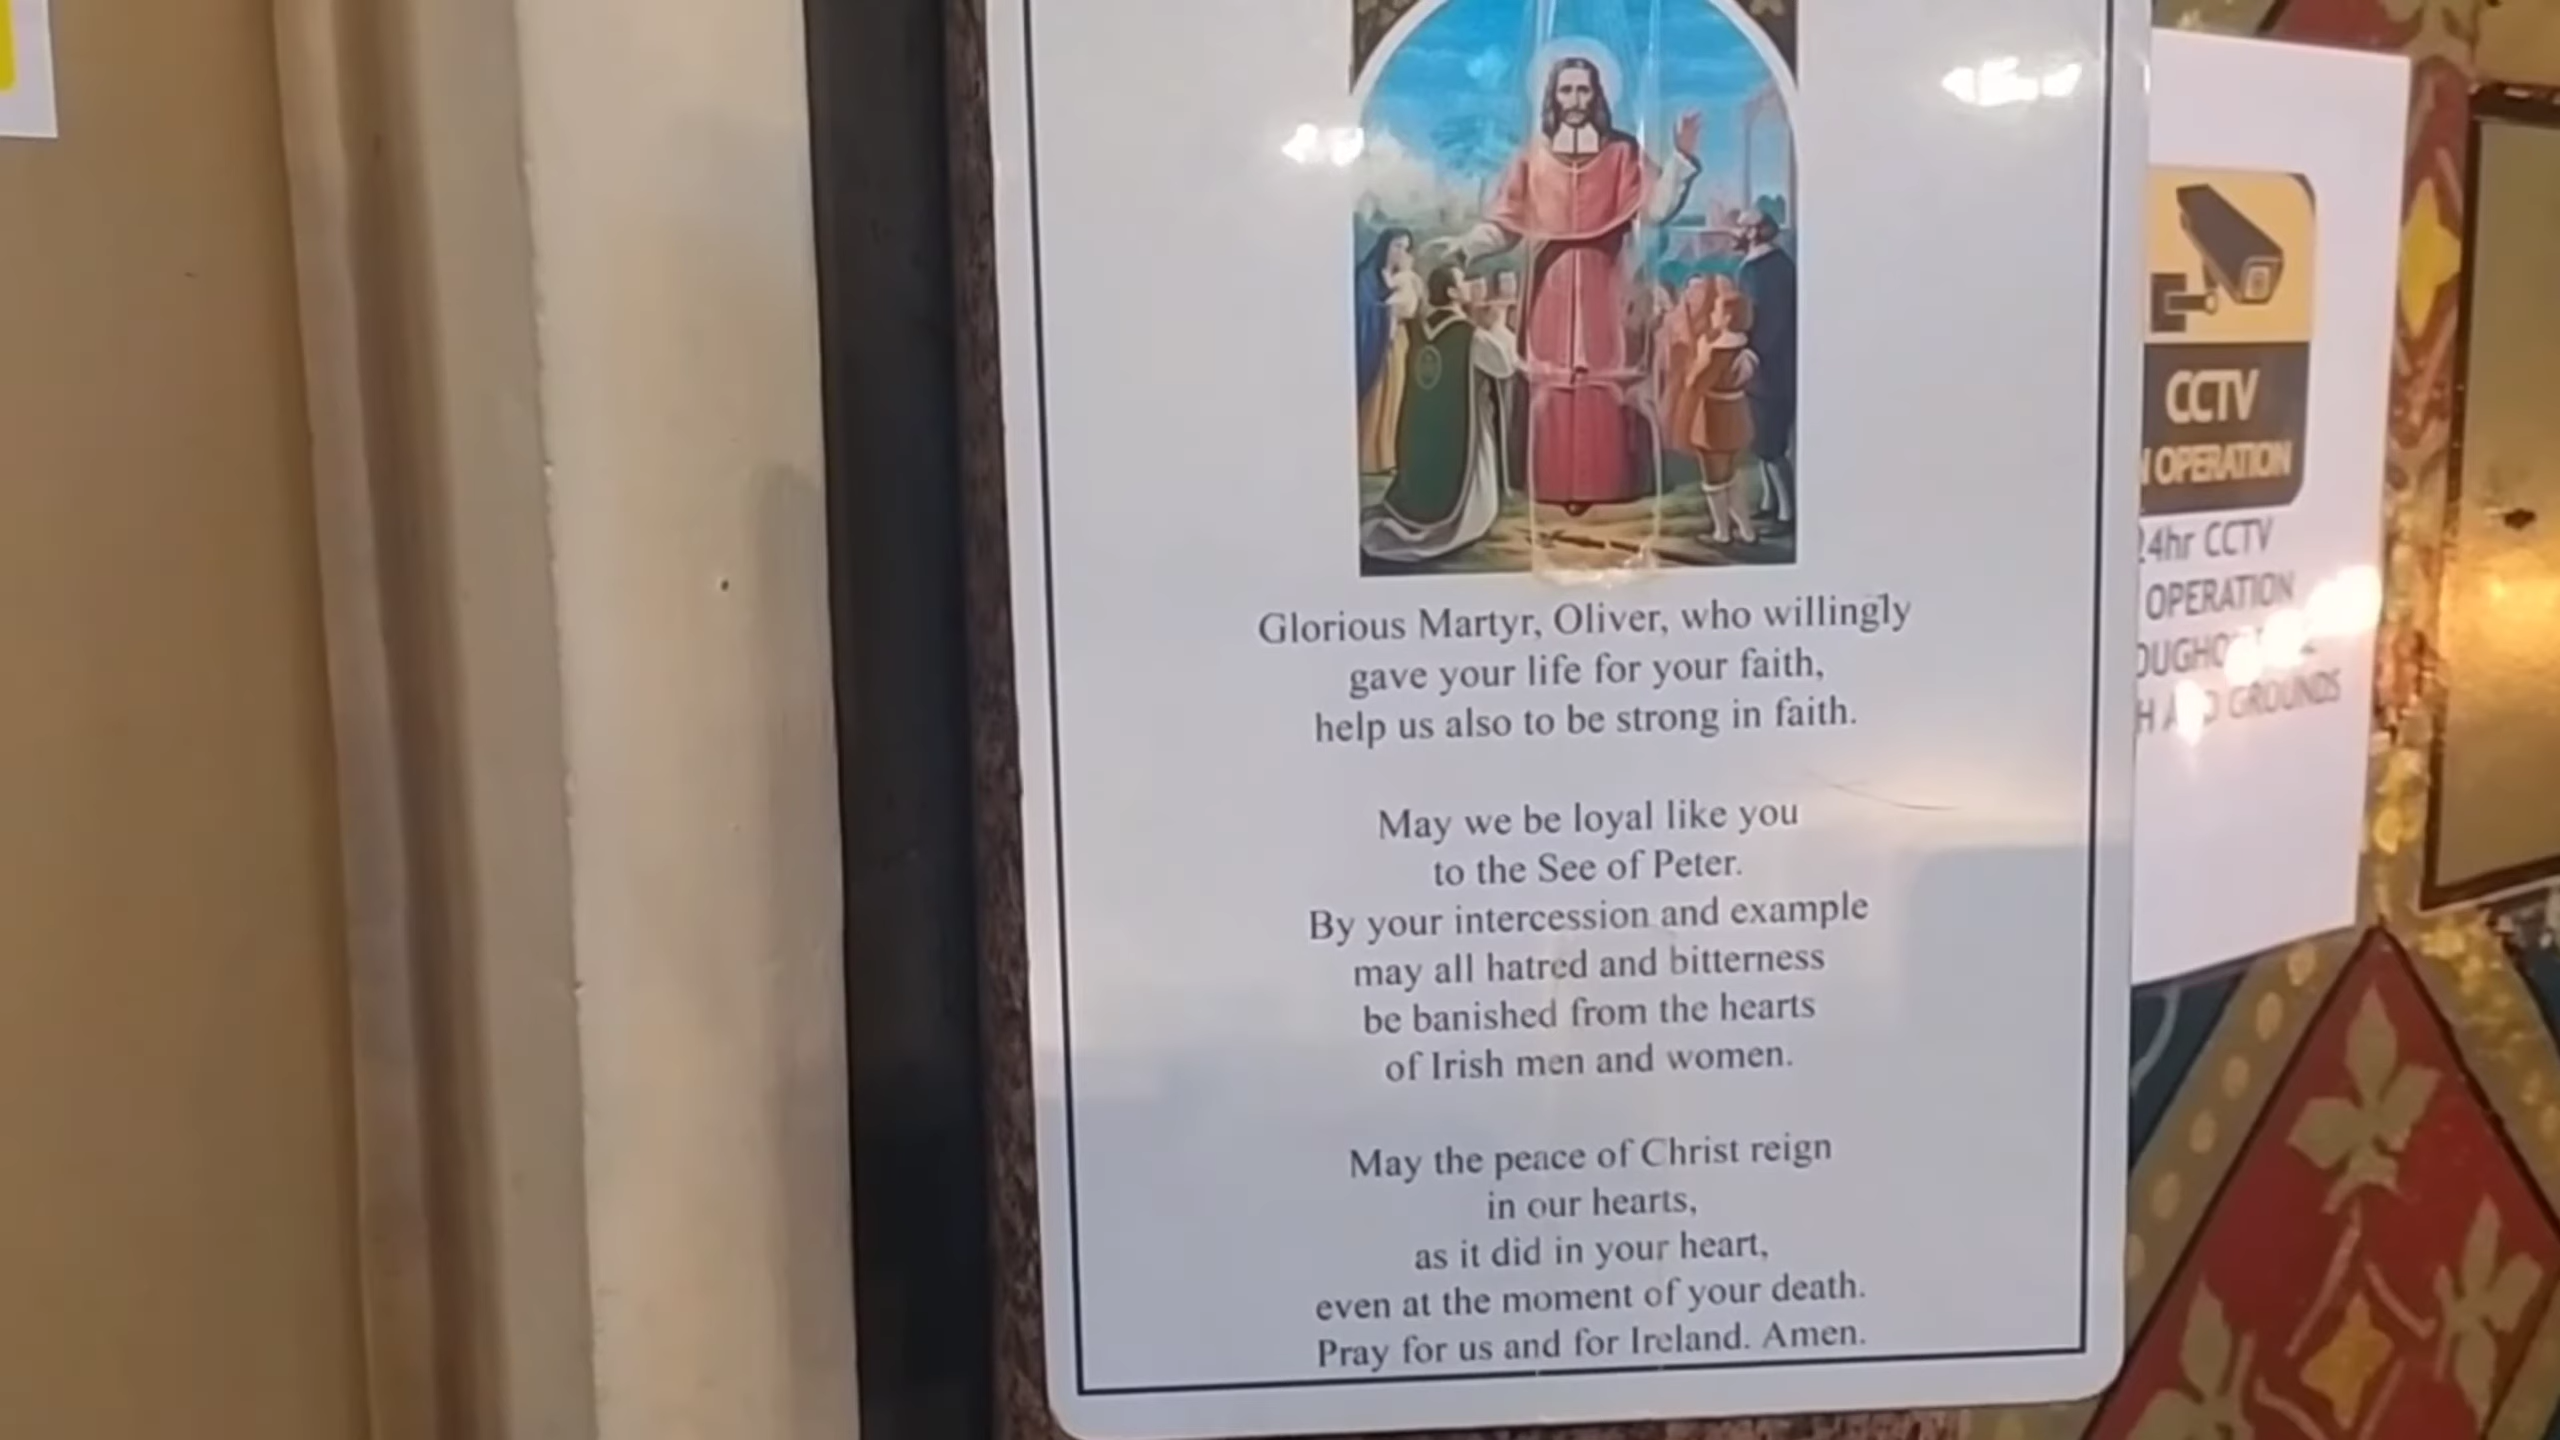 Glorious Martyr, Oliver, who willingly
gave your life for your faith,
help us also to be strong in faith.
May we be loyal like you
to the See of Peter.
By your intercession and example
may all hatred and bitterness
be banished from the hearts
of Irish men and women.
May the peace of Christ reign
in our hearts,
as it did in your heart,
even at the moment of your death.
Pray for us and for Ireland. Amen.
CCTV
OPERATION
CCTV
OPERATION
GROUNDS